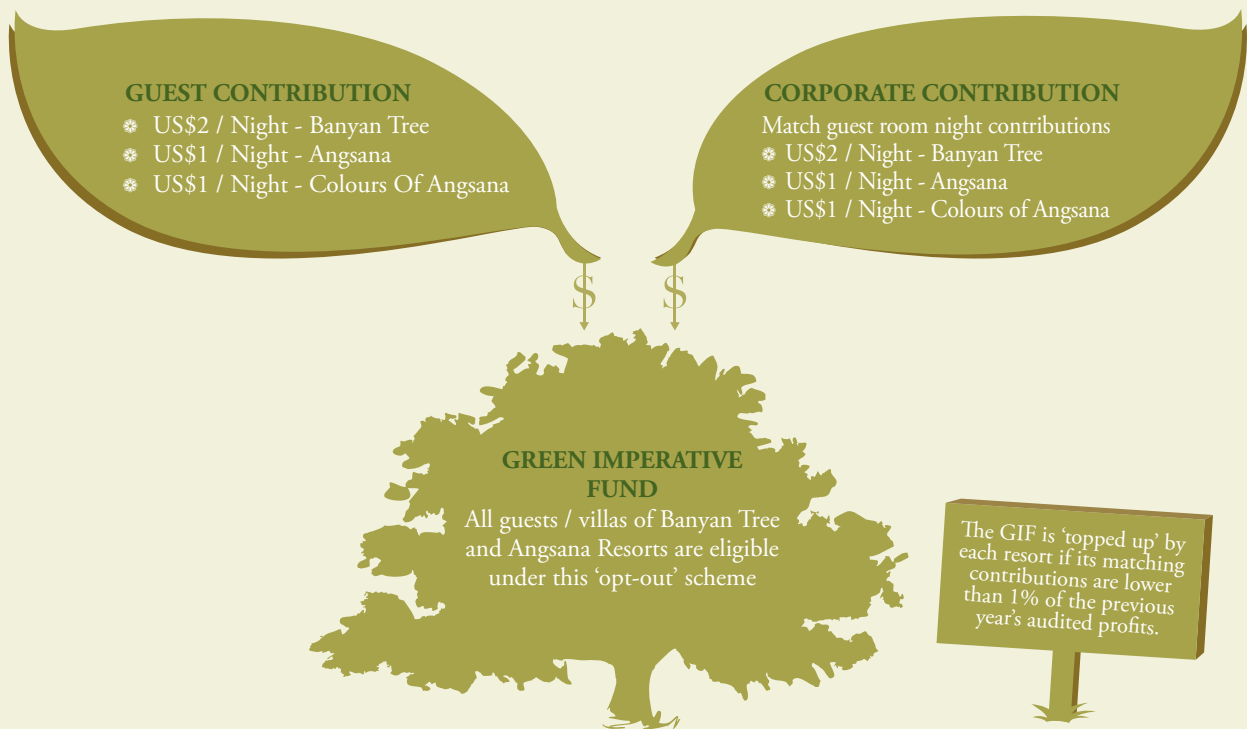 GUEST CONTRIBUTION
US$2 / Night - Banyan Tree
US$1 / Night - Angsana
US$1 / Night - Colours Of Angsana
CORPORATE CONTRIBUTION
Match guest room night contributions
US$2 / Night - Banyan Tree
US$1 / Night - Angsana
US$1 / Night - Colours of Angsana
$
$
GREEN IMPERATIVE
FUND
All guests / villas of Banyan Tree
and Angsana Resorts are eligible
under this ‘opt-out’ scheme
The GIF is ‘topped up’ by
each resort if its matching
contributions are lower
than 1% of the previous
year’s audited profits.